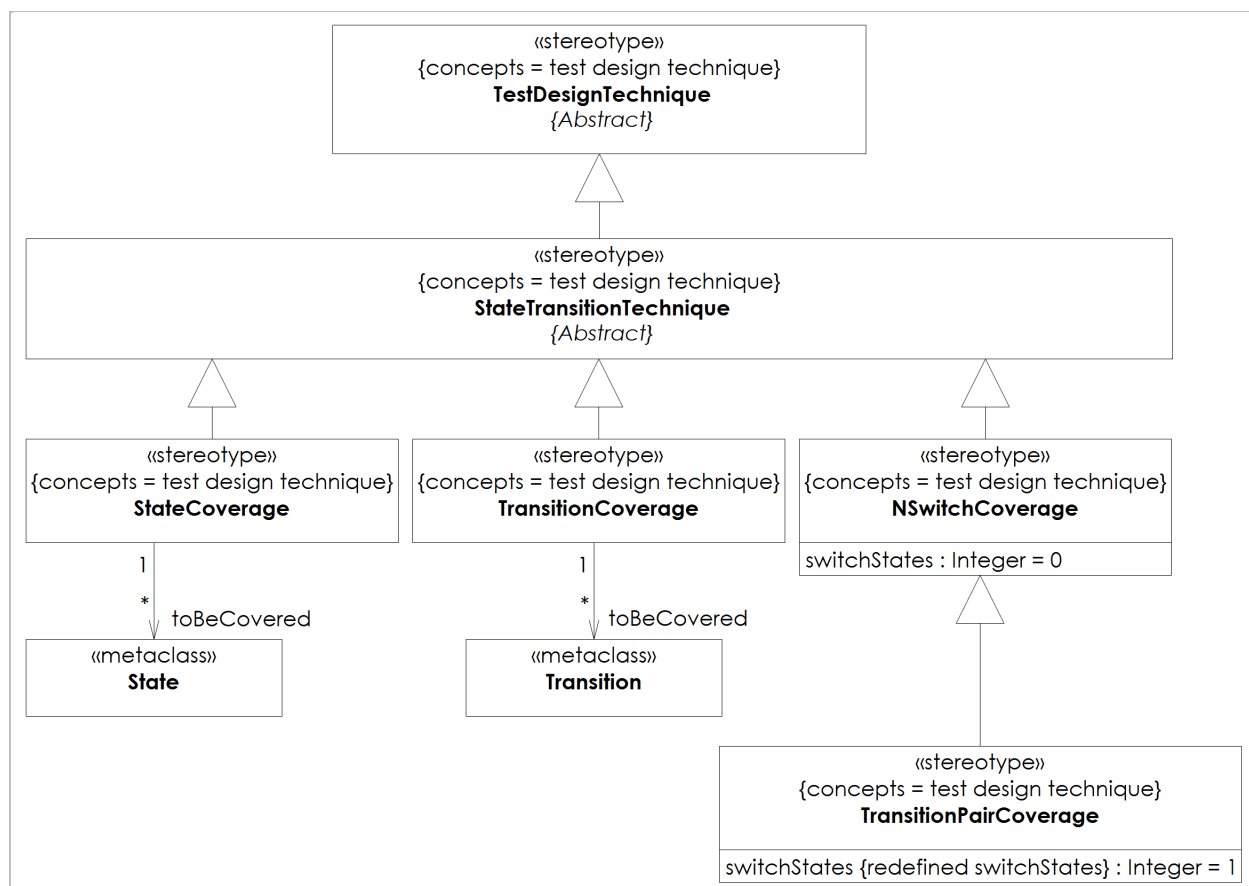 «stereotype»
{concepts = test design technique}
TestDesignTechnique
{Abstract}
«stereotype»
{concepts = test design technique}
StateTransitionTechnique
{Abstract}
«stereotype»
{concepts = test design technique}
StateCoverage
«stereotype»
{concepts = test design technique}
TransitionCoverage
«stereotype»
{concepts = test design technique}
NSwitchCoverage
switchStates : Integer = 0
1
*
toBeCovered
1
*
toBeCovered
«metaclass»
State
«metaclass»
Transition
«stereotype»
{concepts = test design technique}
TransitionPairCoverage
switchStates {redefined switchStates} : Integer = 1